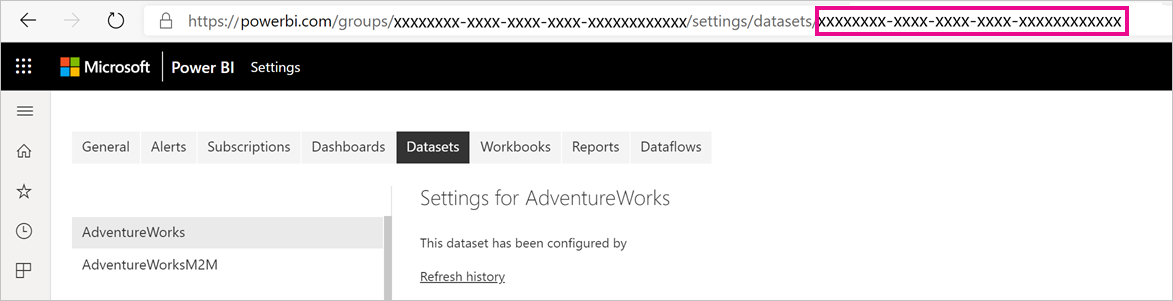 https://powerbi.com/groups/xxxxxxxx-xxxx-xxxx-xxxx-xxxxxxxxxxxx/settings/datasets/xxxxxxxx-xxxx-xxxx-xxxx-xxxxxxxxxxxx
Microsoft Power BI Settings
General Alerts Subscriptions Dashboards Datasets Workbooks Reports Dataflows
Settings for AdventureWorks
AdventureWorks
This dataset has been configured by
AdventureWorksM2M
Refresh history